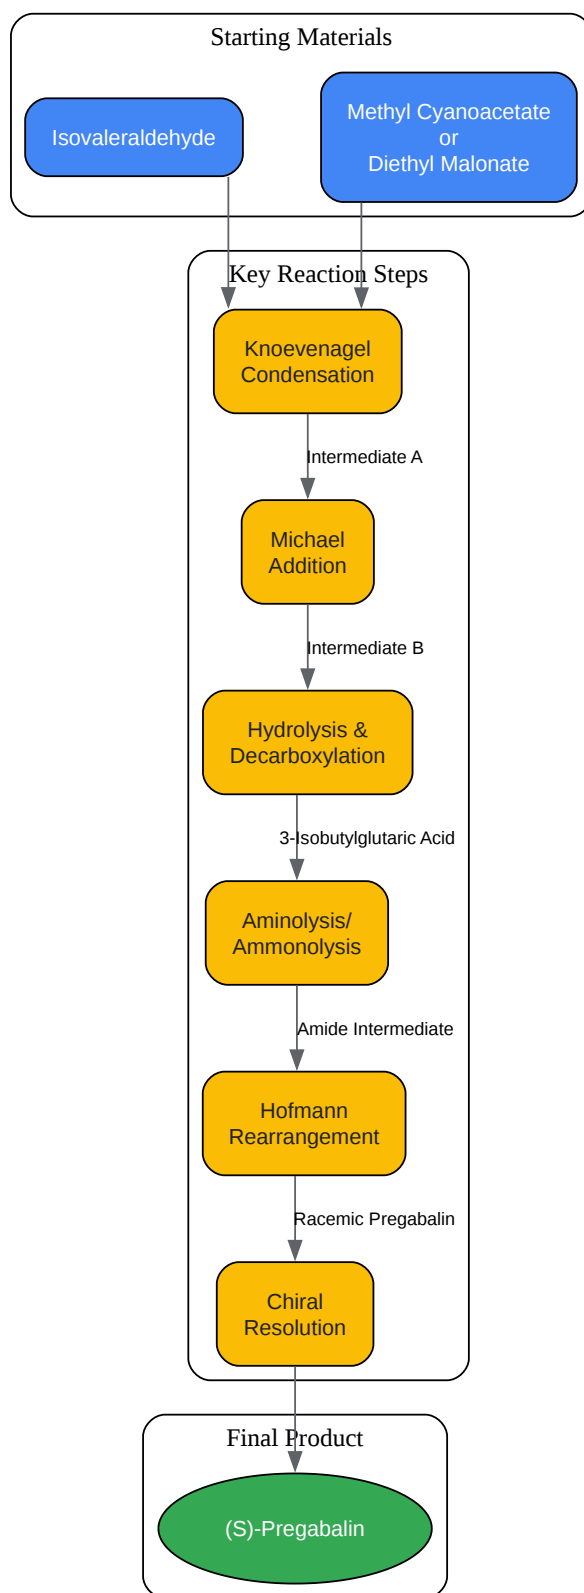 Starting Materials
Isovaleraldehyde
Methyl Cyanoacetate
or
Diethyl Malonate
Key Reaction Steps
Knoevenagel
Condensation
Intermediate A
Michael
Addition
Intermediate B
Hydrolysis &
Decarboxylation
3-Isobutylglutaric Acid
Aminolysis/
Ammonolysis
Amide Intermediate
Hofmann
Rearrangement
Racemic Pregabalin
Chiral
Resolution
Final Product
(S)-Pregabalin